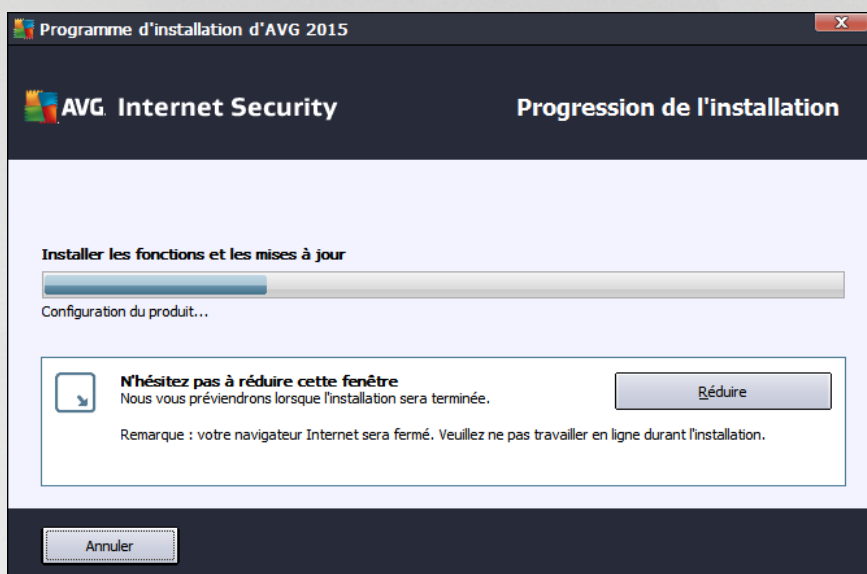 Programme d'installation d'AVG 2015
AVG. Internet Security
Progression de l'installation
Installer les fonctions et les mises à jour
Configuration du produit...
N'hésitez pas à réduire cette fenêtre
Nous vous préviendrons lorsque l'installation sera terminée.
Réduire
Remarque : votre navigateur Internet sera fermé. Veuillez ne pas travailler en ligne durant l'installation.
Annuler